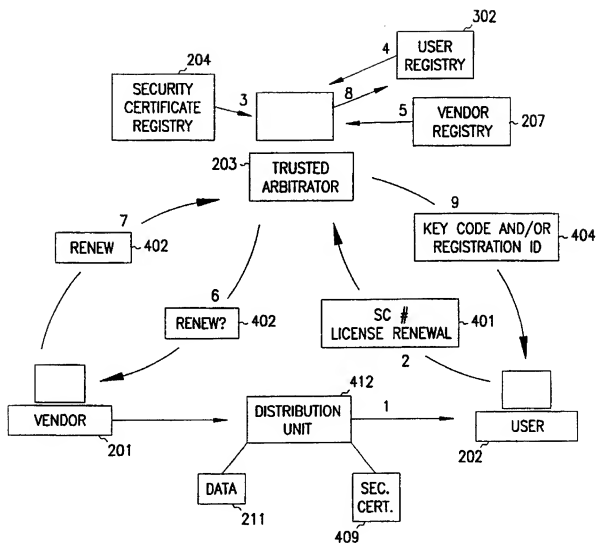 302
4
USER
REGISTRY
204
SECURITY
CERTIFICATE
REGISTRY
3
8
5
VENDOR
REGISTRY
207
203
TRUSTED
ARBITRATOR
7
RENEW
402
9
KEY CODE AND/OR
REGISTRATION ID
404
6
RENEW?
402
SC #
LICENSE RENEWAL
401
2
VENDOR
201
412
DISTRIBUTION
UNIT
1
USER
202
DATA
211
SEC.
CERT.
409